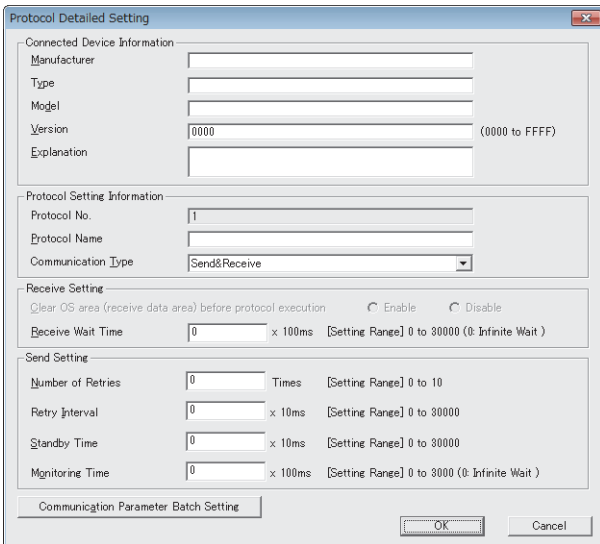 Protocol Detailed Setting
Connected Device Information
Manufacturer
Type
Model
Version 0000 (0000 to FFFF)
Explanation
Protocol Setting Information
Protocol No. 1
Protocol Name
Communication Type Send&Receive
Receive Setting
Clear OS area (receive data area) before protocol execution Enable Disable
Receive Wait Time 0 x 100ms [Setting Range] 0 to 30000 (0: Infinite Wait )
Send Setting
Number of Retries 0 Times [Setting Range] 0 to 10
Retry Interval 0 x 10ms [Setting Range] 0 to 30000
Standby Time 0 x 10ms [Setting Range] 0 to 30000
Monitoring Time 0 x 100ms [Setting Range] 0 to 3000 (0: Infinite Wait )
Communication Parameter Batch Setting
OK Cancel